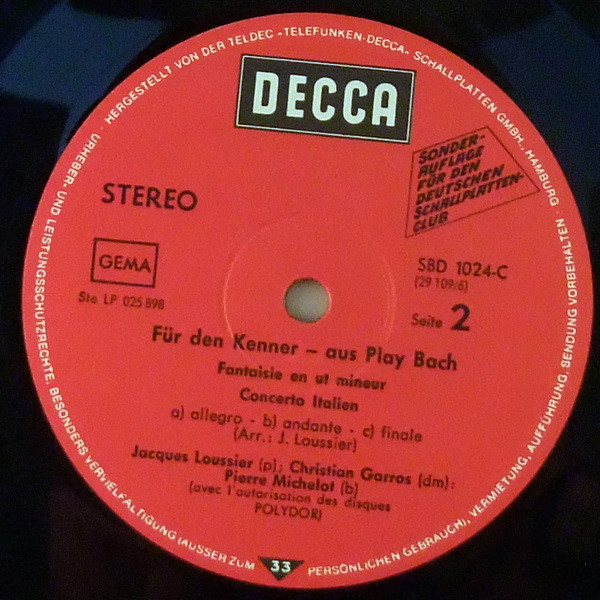 URHEBER- UND LEISTUNGSSCHUTZRECHTE, BESONDERS VERVIELFÄLTIGUNG (AUSSER ZUM PERSÖNLICHEN GEBRAUCH), VERMIETUNG, AUFFÜHRUNG, SENDUNG VORBEHALTEN
· HERGESTELLT VON DER TELDEC »TELEFUNKEN-DECCA« SCHALLPLATTEN GMBH., HAMBURG ·
DECCA
SONDER-
AUFLAGE
FÜR DEN
DEUTSCHEN
SCHALLPLATTEN-
CLUB
STEREO
GEMA
Ste LP 025 898
SBD 1024-C
(29 109/6)
Seite 2
Für den Kenner – aus Play Bach
Fantaisie en ut mineur
Concerto Italien
a) allegro - b) andante - c) finale
(Arr.: J. Loussier)
Jacques Loussier (p); Christian Garros (dm);
Pierre Michelot (b)
(avec l'autorisation des disques
POLYDOR)
33